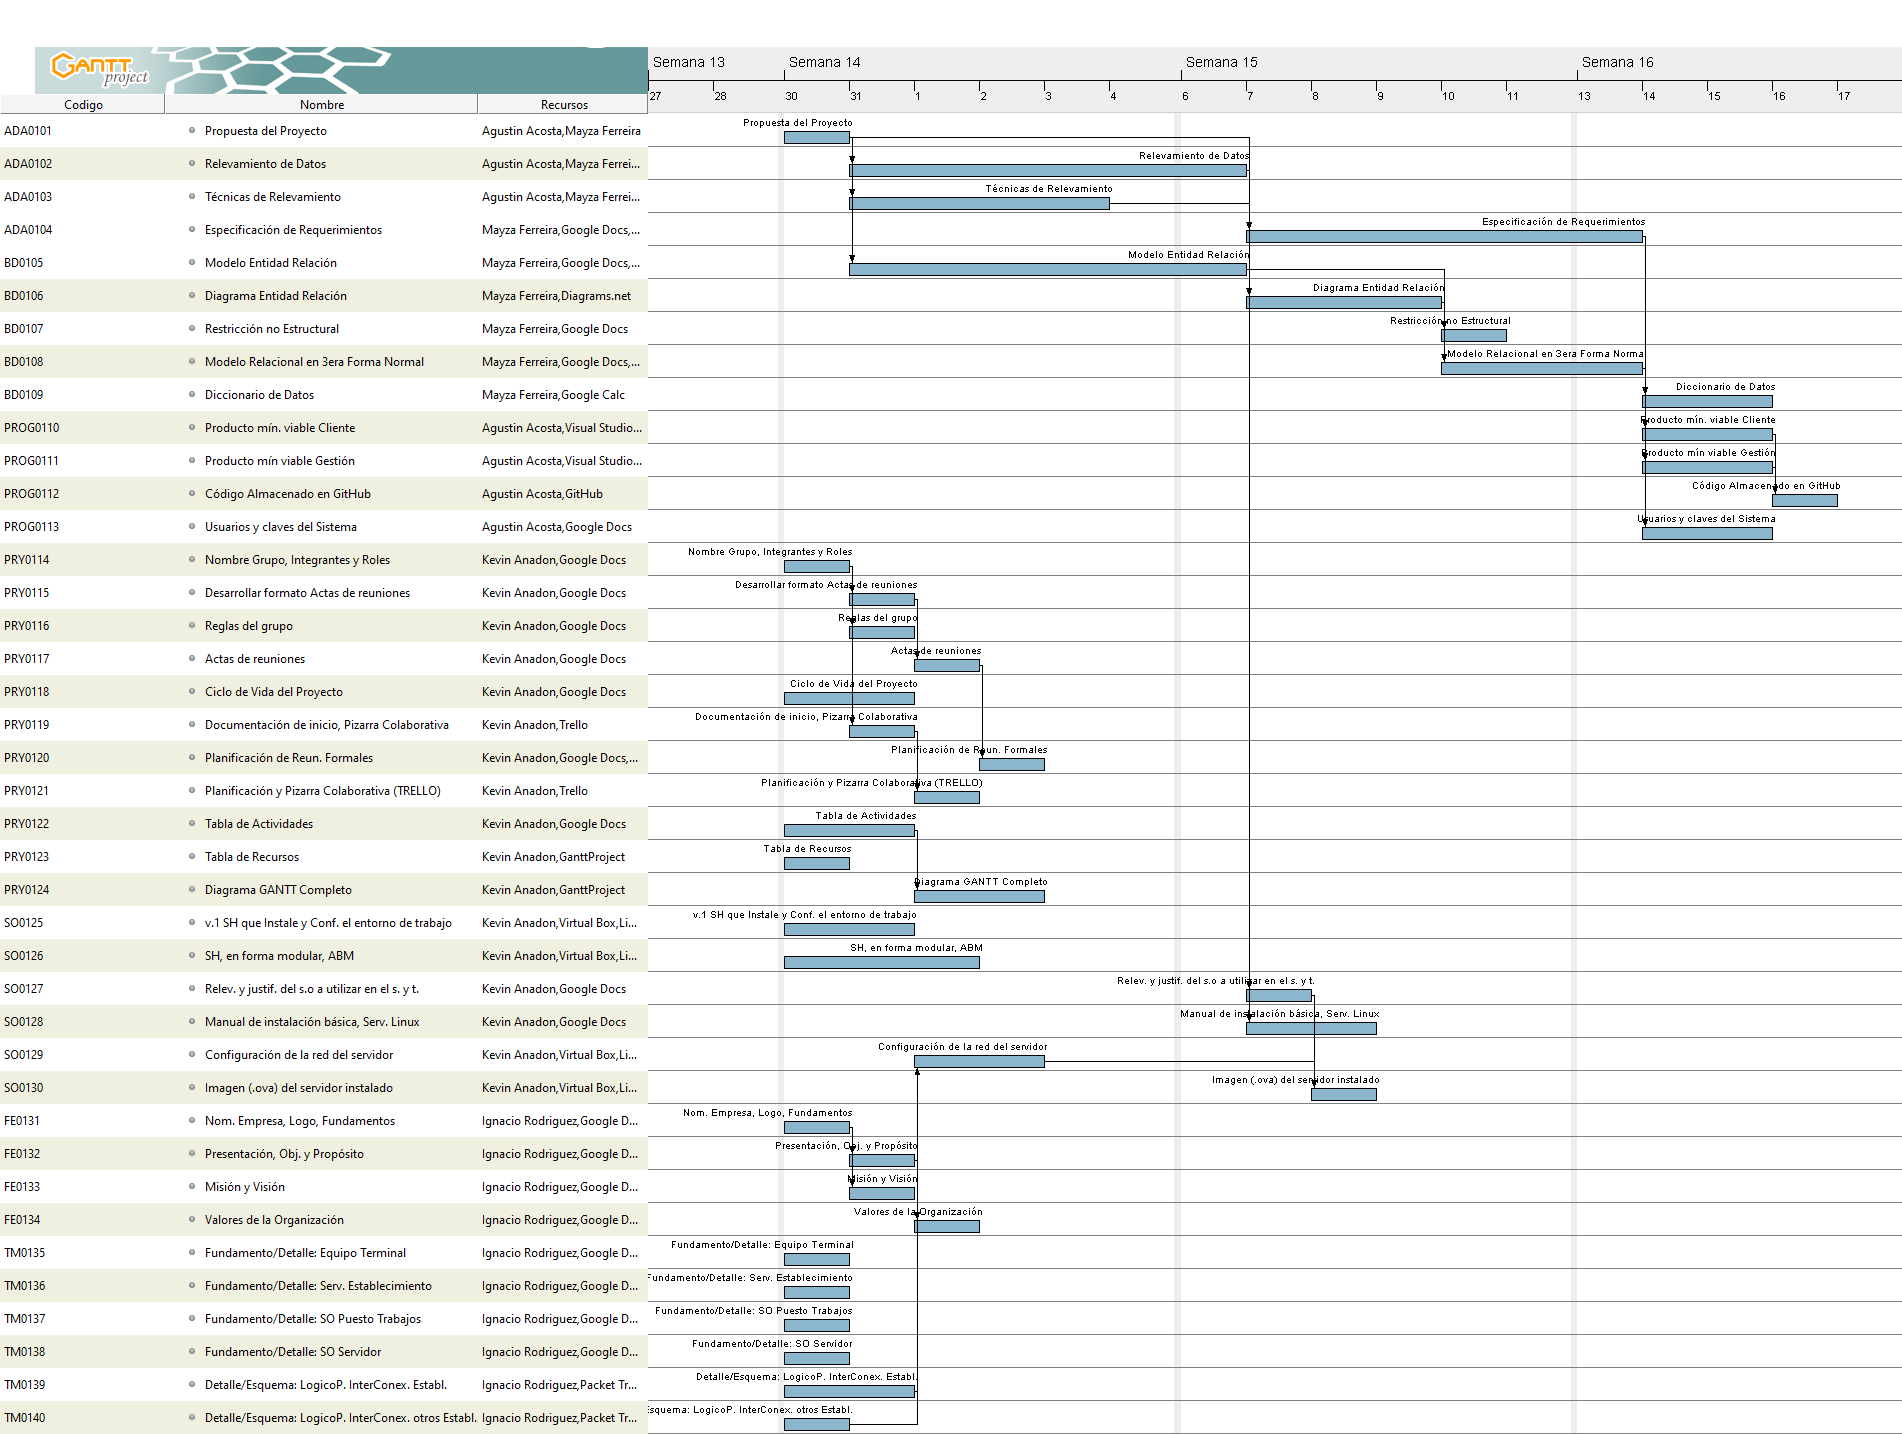 GANTT
project
Semana 13 Semana 14 Semana 15 Semana 16
27 28 30 31 1 2 3 4 6 7 8 9 10 11 13 14 15 16 17
Codigo Nombre Recursos
Propuesta del Proyecto
ADA0101 Propuesta del Proyecto Agustin Acosta,Mayza Ferreira
Relevamiento de Datos
ADA0102 Relevamiento de Datos Agustin Acosta,Mayza Ferrei...
Técnicas de Relevamiento
ADA0103 Técnicas de Relevamiento Agustin Acosta,Mayza Ferrei...
Especificación de Requerimientos
ADA0104 Especificación de Requerimientos Mayza Ferreira,Google Docs,...
Modelo Entidad Relación
BD0105 Modelo Entidad Relación Mayza Ferreira,Google Docs,...
Diagrama Entidad Relación
BD0106 Diagrama Entidad Relación Mayza Ferreira,Diagrams.net
Restricción no Estructural
BD0107 Restricción no Estructural Mayza Ferreira,Google Docs
Modelo Relacional en 3era Forma Norma
BD0108 Modelo Relacional en 3era Forma Normal Mayza Ferreira,Google Docs,...
Diccionario de Datos
BD0109 Diccionario de Datos Mayza Ferreira,Google Calc
Producto mín. viable Cliente
PROG0110 Producto mín. viable Cliente Agustin Acosta,Visual Studio...
Producto mín viable Gestión
PROG0111 Producto mín viable Gestión Agustin Acosta,Visual Studio...
Código Almacenado en GitHub
PROG0112 Código Almacenado en GitHub Agustin Acosta,GitHub
Usuarios y claves del Sistema
PROG0113 Usuarios y claves del Sistema Agustin Acosta,Google Docs
Nombre Grupo, Integrantes y Roles
PRY0114 Nombre Grupo, Integrantes y Roles Kevin Anadon,Google Docs
Desarrollar formato Actas de reuniones
PRY0115 Desarrollar formato Actas de reuniones Kevin Anadon,Google Docs
Reglas del grupo
PRY0116 Reglas del grupo Kevin Anadon,Google Docs
Actas de reuniones
PRY0117 Actas de reuniones Kevin Anadon,Google Docs
Ciclo de Vida del Proyecto
PRY0118 Ciclo de Vida del Proyecto Kevin Anadon,Google Docs
Documentación de inicio, Pizarra Colaborativa
PRY0119 Documentación de inicio, Pizarra Colaborativa Kevin Anadon,Trello
Planificación de Reun. Formales
PRY0120 Planificación de Reun. Formales Kevin Anadon,Google Docs,...
Planificación y Pizarra Colaborativa (TRELLO)
PRY0121 Planificación y Pizarra Colaborativa (TRELLO) Kevin Anadon,Trello
Tabla de Actividades
PRY0122 Tabla de Actividades Kevin Anadon,Google Docs
Tabla de Recursos
PRY0123 Tabla de Recursos Kevin Anadon,GanttProject
Diagrama GANTT Completo
PRY0124 Diagrama GANTT Completo Kevin Anadon,GanttProject
v.1 SH que Instale y Conf. el entorno de trabajo
SO0125 v.1 SH que Instale y Conf. el entorno de trabajo Kevin Anadon,Virtual Box,Li...
SH, en forma modular, ABM
SO0126 SH, en forma modular, ABM Kevin Anadon,Virtual Box,Li...
Relev. y justif. del s.o a utilizar en el s. y t.
SO0127 Relev. y justif. del s.o a utilizar en el s. y t. Kevin Anadon,Google Docs
Manual de instalación básica, Serv. Linux
SO0128 Manual de instalación básica, Serv. Linux Kevin Anadon,Google Docs
Configuración de la red del servidor
SO0129 Configuración de la red del servidor Kevin Anadon,Virtual Box,Li...
Imagen (.ova) del servidor instalado
SO0130 Imagen (.ova) del servidor instalado Kevin Anadon,Virtual Box,Li...
Nom. Empresa, Logo, Fundamentos
FE0131 Nom. Empresa, Logo, Fundamentos Ignacio Rodriguez,Google D...
Presentación, Obj. y Propósito
FE0132 Presentación, Obj. y Propósito Ignacio Rodriguez,Google D...
Misión y Visión
FE0133 Misión y Visión Ignacio Rodriguez,Google D...
Valores de la Organización
FE0134 Valores de la Organización Ignacio Rodriguez,Google D...
Fundamento/Detalle: Equipo Terminal
TM0135 Fundamento/Detalle: Equipo Terminal Ignacio Rodriguez,Google D...
Fundamento/Detalle: Serv. Establecimiento
TM0136 Fundamento/Detalle: Serv. Establecimiento Ignacio Rodriguez,Google D...
Fundamento/Detalle: SO Puesto Trabajos
TM0137 Fundamento/Detalle: SO Puesto Trabajos Ignacio Rodriguez,Google D...
Fundamento/Detalle: SO Servidor
TM0138 Fundamento/Detalle: SO Servidor Ignacio Rodriguez,Google D...
Detalle/Esquema: LogicoP. InterConex. Establ.
TM0139 Detalle/Esquema: LogicoP. InterConex. Establ. Ignacio Rodriguez,Packet Tr...
Esquema: LogicoP. InterConex. otros Establ.
TM0140 Detalle/Esquema: LogicoP. InterConex. otros Establ. Ignacio Rodriguez,Packet Tr...